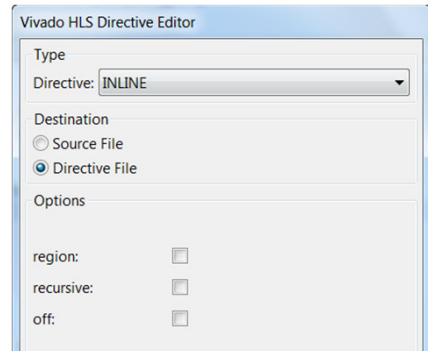 Vivado HLS Directive Editor
Type
Directive: INLINE
Destination
Source File
Directive File
Options
region:
recursive:
off: